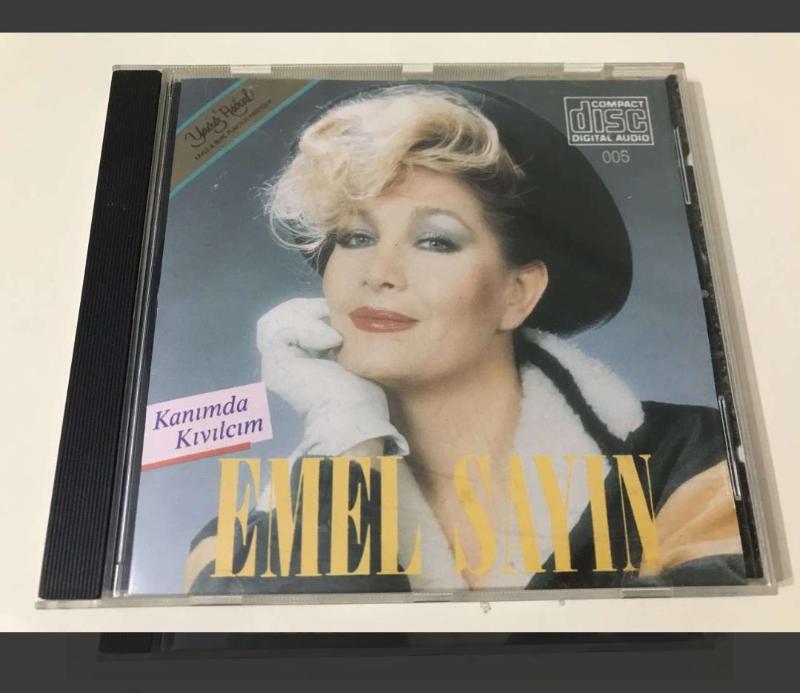 COMPACT
disc
DIGITAL AUDIO
005
Kanımda
Kıvılcım
EMEL SAYIN